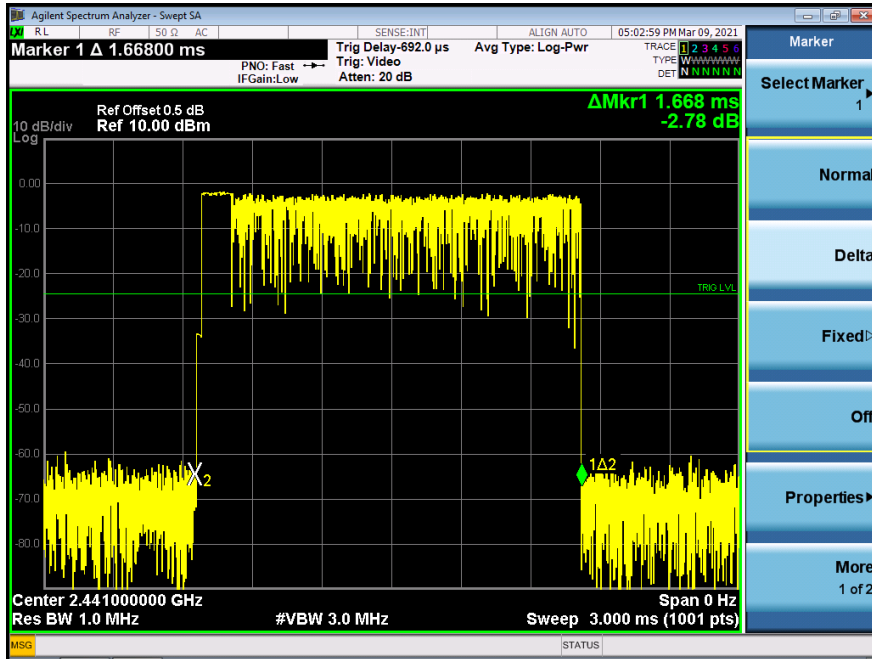 Agilent Spectrum Analyzer - Swept SA
LXI RL RF 50 Ω AC SENSE:INT ALIGN AUTO 05:02:59 PM Mar 09, 2021
Marker 1 Δ 1.66800 ms
PNO: Fast
IFGain:Low
Trig Delay-692.0 µs
Trig: Video
Atten: 20 dB
Avg Type: Log-Pwr
TRACE 1 2 3 4 5 6
TYPE WWWWWW
DET N N N N N N
ΔMkr1 1.668 ms
-2.78 dB
Ref Offset 0.5 dB
10 dB/div Ref 10.00 dBm
Log
0.00
-10.0
-20.0
TRIG LVL
-30.0
-40.0
-50.0
-60.0
1Δ2
2
-70.0
-80.0
Center 2.441000000 GHz Span 0 Hz
Res BW 1.0 MHz #VBW 3.0 MHz Sweep 3.000 ms (1001 pts)
MSG STATUS
Marker
Select Marker
1
Normal
Delta
Fixed
Off
Properties
More
1 of 2